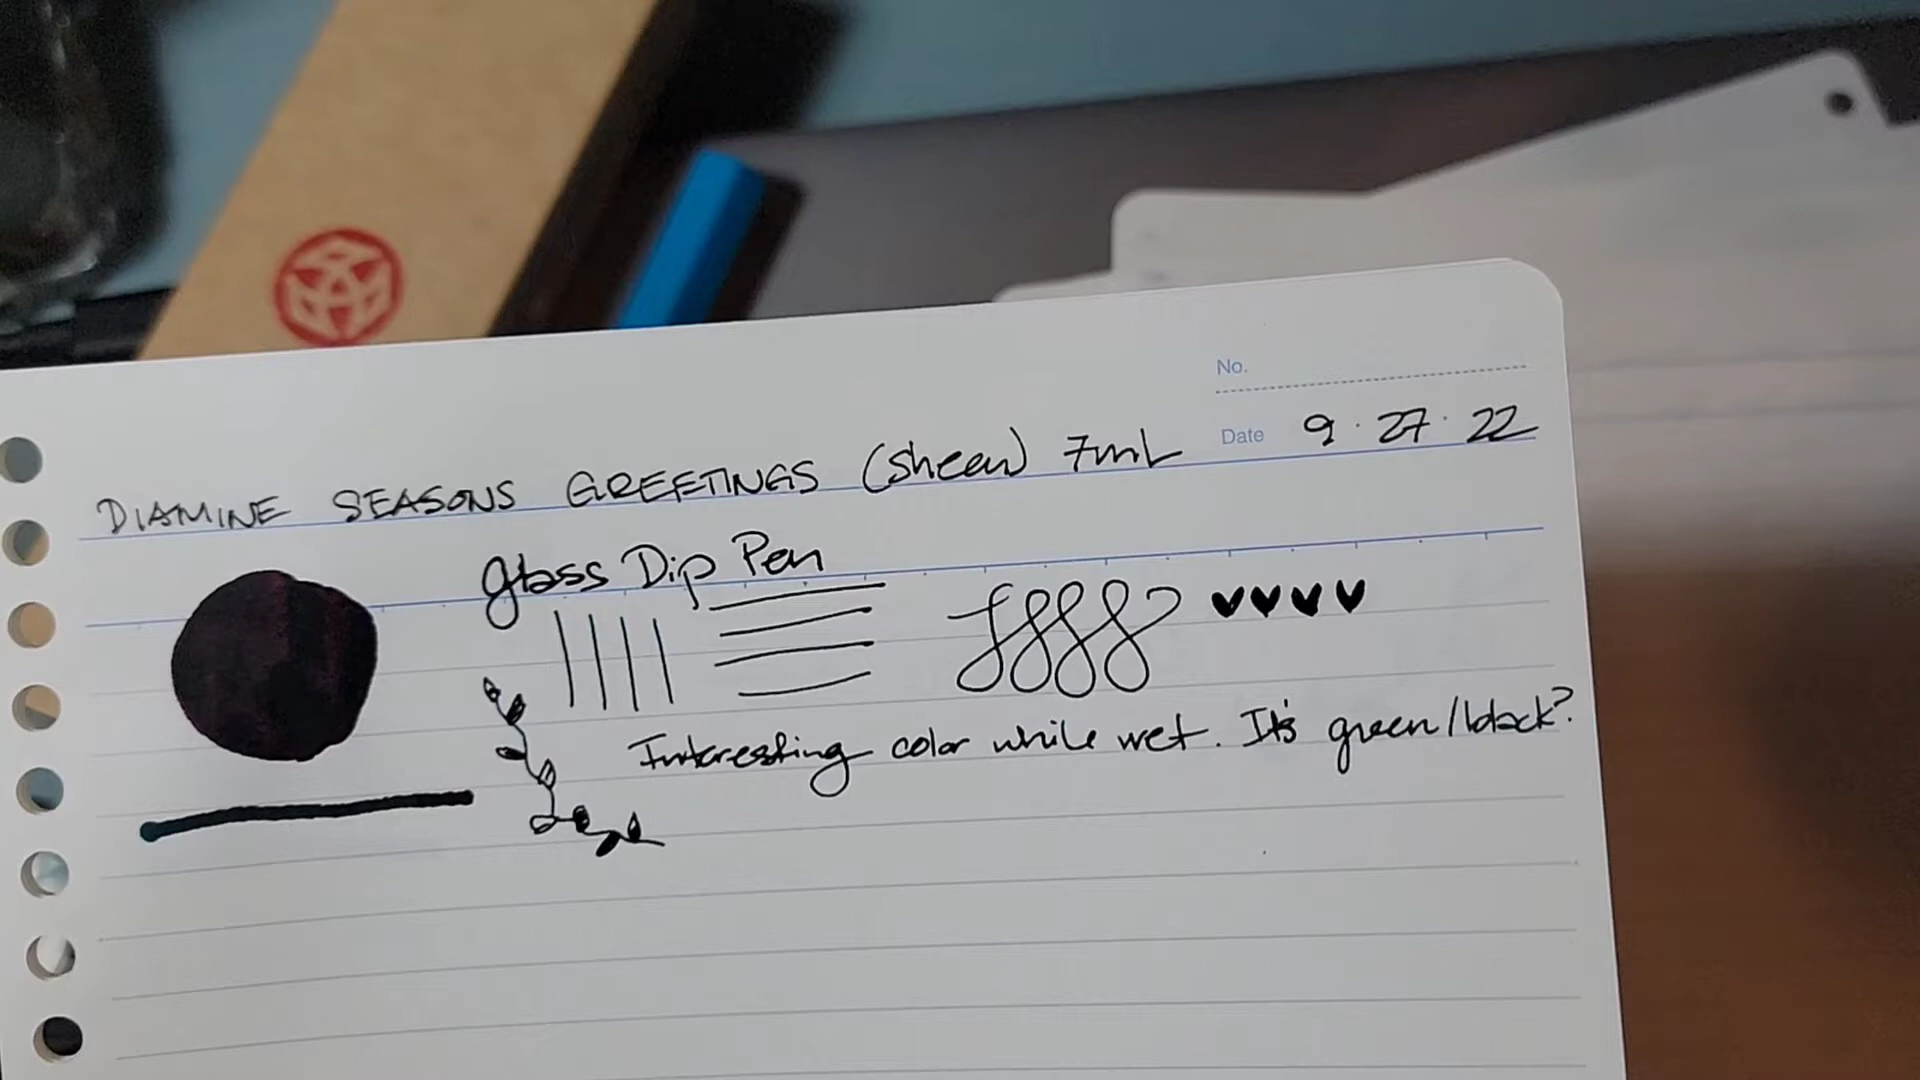 No.
Date 9·27·22
DIAMINE SEASONS GREETINGS (Sheen) 7mL
Glass Dip Pen
Interesting color while wet. It's green/black?